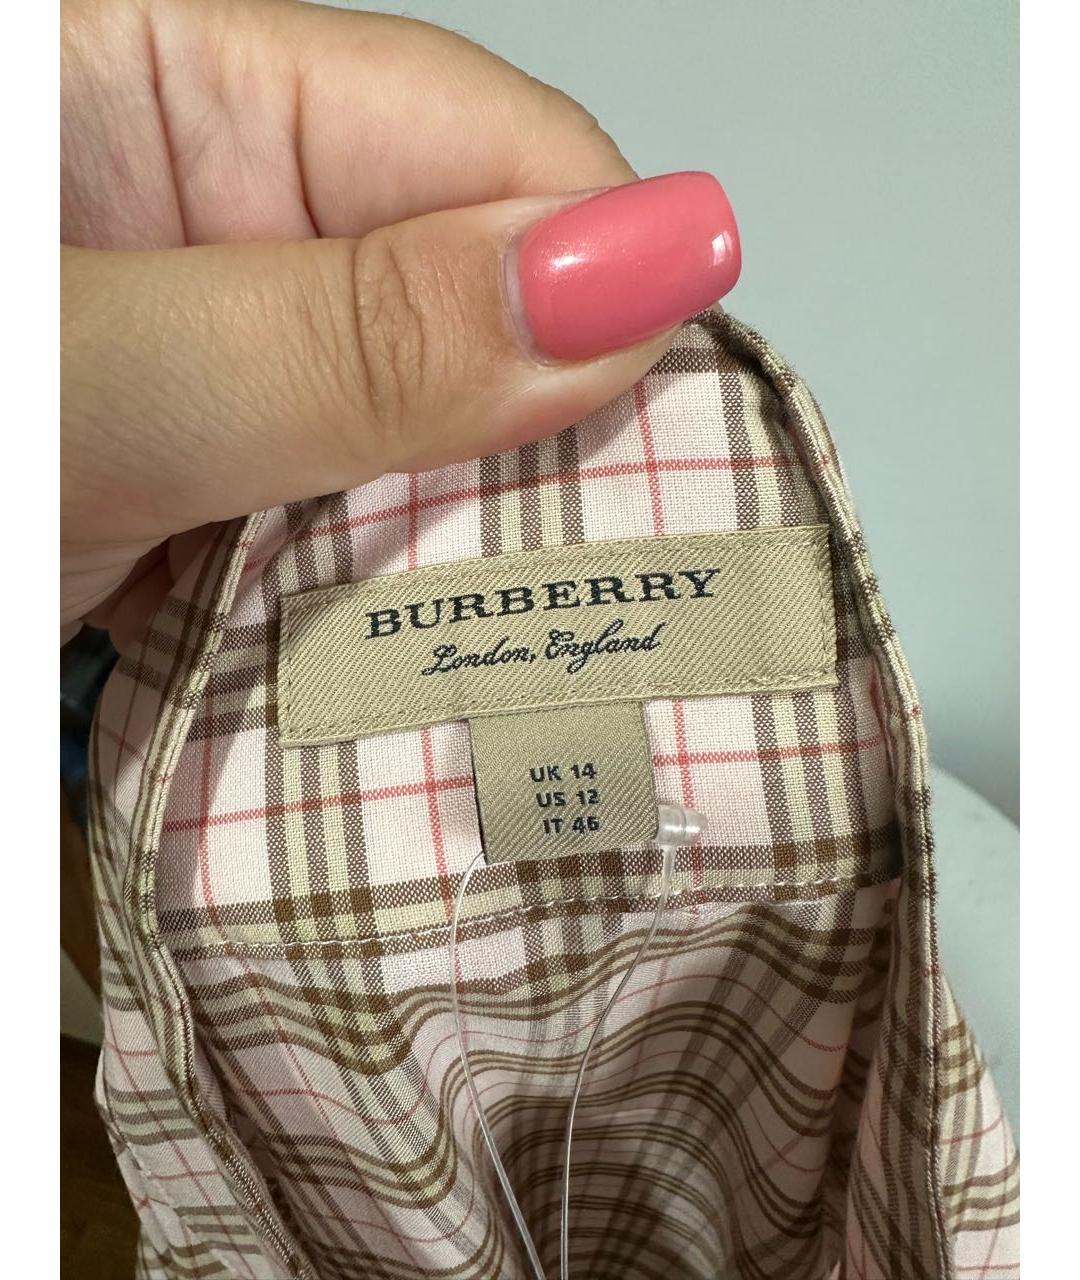 BURBERRY
London, England
UK 14
US 12
IT 46